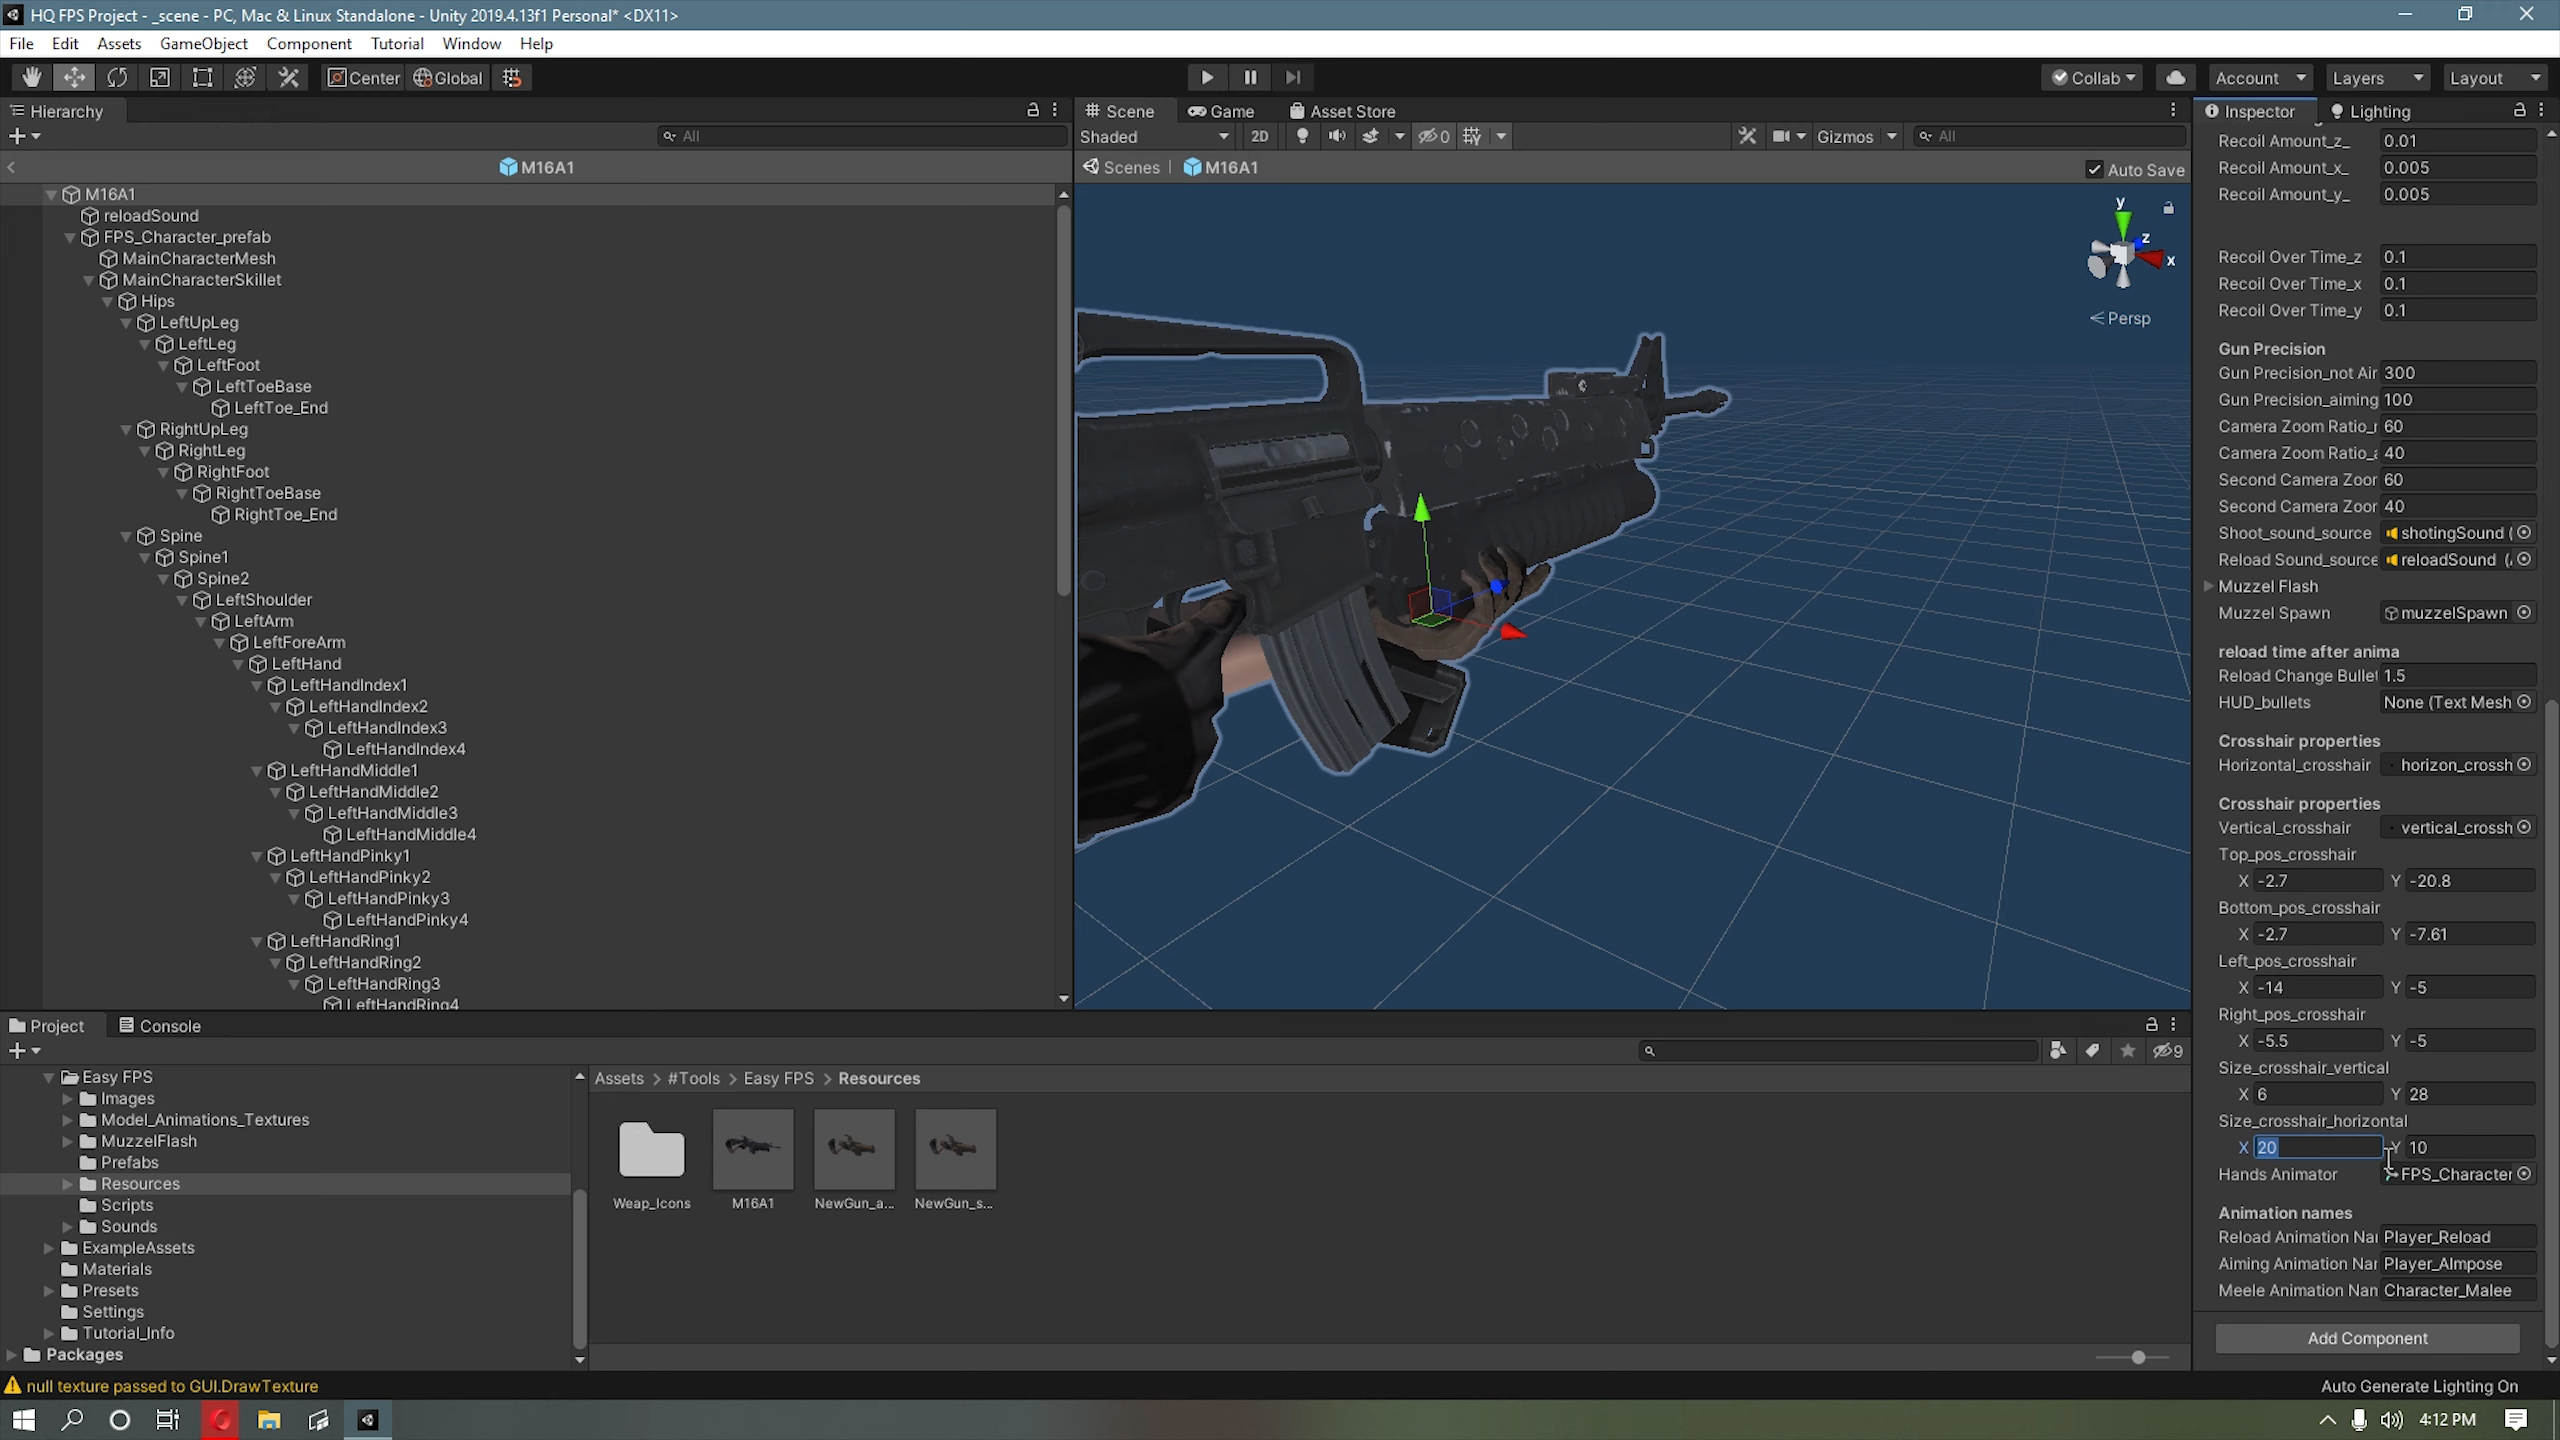 HQ FPS Project - _scene - PC, Mac & Linux Standalone - Unity 2019.4.13f1 Personal* <DX11>
File Edit Assets GameObject Component Tutorial Window Help
Center Global
Collab Account Layers Layout
Hierarchy
Scene Game Asset Store
Inspector Lighting
All
Shaded 2D 0 Gizmos All
M16A1
Scenes M16A1 Auto Save
M16A1
reloadSound
FPS_Character_prefab
MainCharacterMesh
MainCharacterSkillet
Hips
LeftUpLeg
LeftLeg
LeftFoot
LeftToeBase
LeftToe_End
RightUpLeg
RightLeg
RightFoot
RightToeBase
RightToe_End
Spine
Spine1
Spine2
LeftShoulder
LeftArm
LeftForeArm
LeftHand
LeftHandIndex1
LeftHandIndex2
LeftHandIndex3
LeftHandIndex4
LeftHandMiddle1
LeftHandMiddle2
LeftHandMiddle3
LeftHandMiddle4
LeftHandPinky1
LeftHandPinky2
LeftHandPinky3
LeftHandPinky4
LeftHandRing1
LeftHandRing2
LeftHandRing3
LeftHandRing4
y
z
x
Persp
Recoil Amount_z_ 0.01
Recoil Amount_x_ 0.005
Recoil Amount_y_ 0.005
Recoil Over Time_z 0.1
Recoil Over Time_x 0.1
Recoil Over Time_y 0.1
Gun Precision
Gun Precision_not Air 300
Gun Precision_aiming 100
Camera Zoom Ratio_r 60
Camera Zoom Ratio_a 40
Second Camera Zoor 60
Second Camera Zoor 40
Shoot_sound_source shotingSound (
Reload Sound_source reloadSound (
Muzzel Flash
Muzzel Spawn muzzelSpawn
reload time after anima
Reload Change Bullet 1.5
HUD_bullets None (Text Mesh
Crosshair properties
Horizontal_crosshair horizon_crossh
Crosshair properties
Vertical_crosshair vertical_crossh
Top_pos_crosshair
X -2.7 Y -20.8
Bottom_pos_crosshair
X -2.7 Y -7.61
Left_pos_crosshair
X -14 Y -5
Right_pos_crosshair
X -5.5 Y -5
Size_crosshair_vertical
X 6 Y 28
Size_crosshair_horizontal
X 20 Y 10
Hands Animator FPS_Character
Animation names
Reload Animation Nar Player_Reload
Aiming Animation Nar Player_AImpose
Meele Animation Nan Character_Malee
Add Component
Project Console
9
Easy FPS
Images
Model_Animations_Textures
MuzzelFlash
Prefabs
Resources
Scripts
Sounds
ExampleAssets
Materials
Presets
Settings
Tutorial_Info
Packages
Assets > #Tools > Easy FPS > Resources
Weap_Icons M16A1 NewGun_a... NewGun_s...
null texture passed to GUI.DrawTexture
Auto Generate Lighting On
4:12 PM